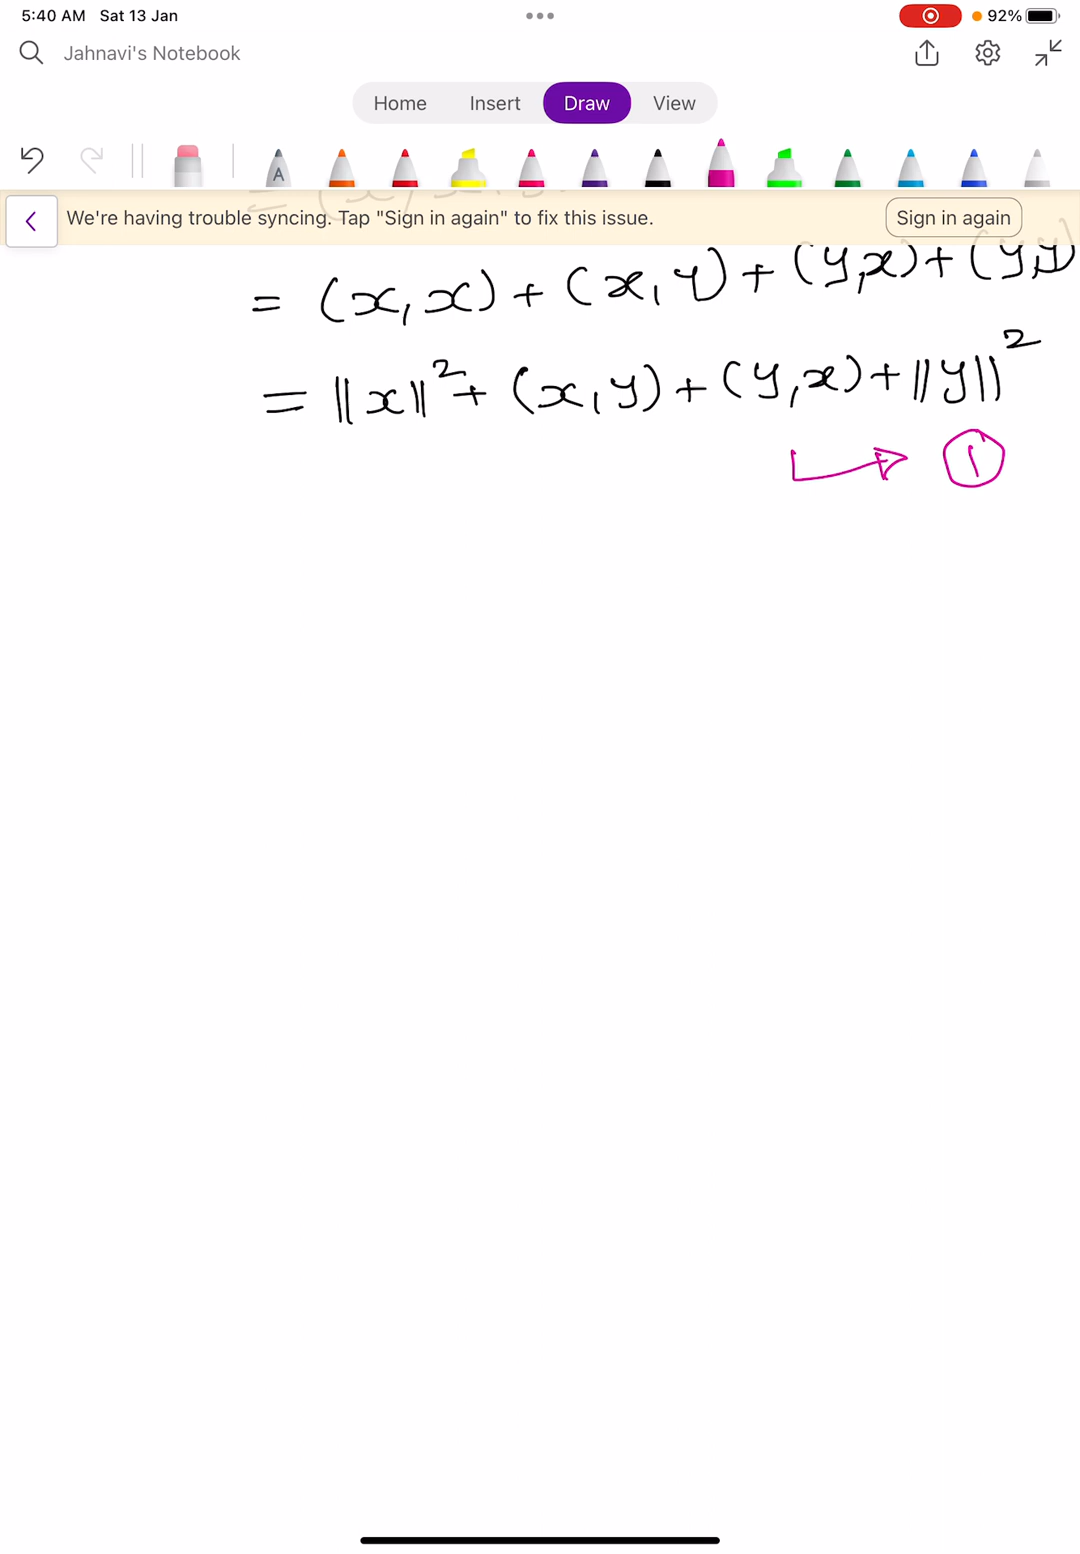 5:40 AM Sat 13 Jan
92%
Jahnavi's Notebook
Home Insert Draw View
A
We're having trouble syncing. Tap "Sign in again" to fix this issue. Sign in again
= (x, x) + (x, y) + (y, x) + (y, y)
= ||x||² + (x, y) + (y, x) + ||y||²
1